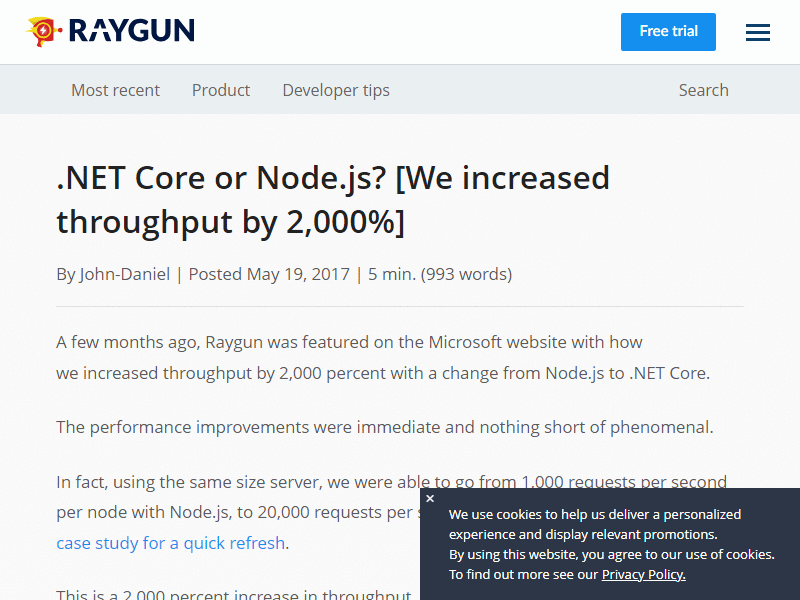 RAYGUN
Free trial
Most recent
Product
Developer tips
Search
.NET Core or Node.js? [We increased
throughput by 2,000%]
By John-Daniel | Posted May 19, 2017 | 5 min. (993 words)
A few months ago, Raygun was featured on the Microsoft website with how
we increased throughput by 2,000 percent with a change from Node.js to .NET Core.
The performance improvements were immediate and nothing short of phenomenal.
In fact, using the same size server, we were able to go from 1,000 requests per second
per node with Node.js, to 20,000 requests per
case study for a quick refresh.
This is a 2,000 percent increase in throughput
×
We use cookies to help us deliver a personalized
experience and display relevant promotions.
By using this website, you agree to our use of cookies.
To find out more see our Privacy Policy.